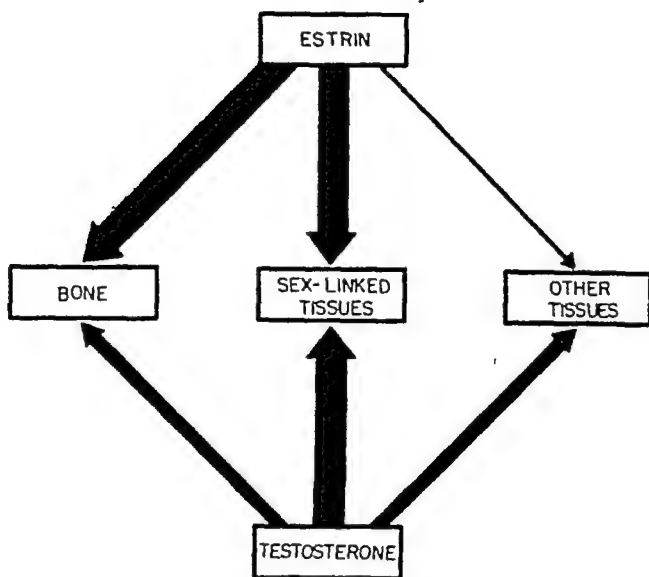 ESTRIN
BONE
SEX-LINKED
TISSUES
OTHER
TISSUES
TESTOSTERONE